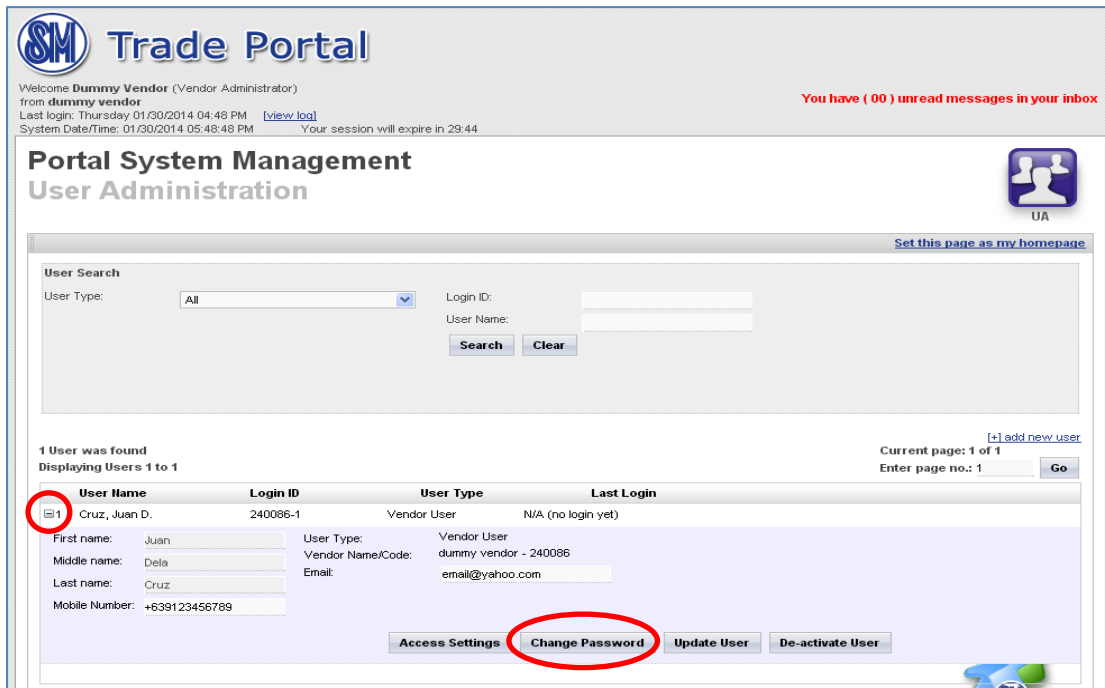 SM Trade Portal
Welcome Dummy Vendor (Vendor Administrator)
from dummy vendor
You have ( 00 ) unread messages in your inbox
Last login: Thursday 01/30/2014 04:48 PM [view log]
System Date/Time: 01/30/2014 05:48:48 PM Your session will expire in 29:44
Portal System Management
User Administration
UA
Set this page as my homepage
User Search
User Type: All Login ID:
User Name:
Search Clear
[+] add new user
1 User was found Current page: 1 of 1
Displaying Users 1 to 1 Enter page no.: 1 Go
User Name Login ID User Type Last Login
1 Cruz, Juan D. 240086-1 Vendor User N/A (no login yet)
First name: Juan User Type: Vendor User
Vendor Name/Code: dummy vendor - 240086
Middle name: Dela
Email: email@yahoo.com
Last name: Cruz
Mobile Number: +639123456789
Access Settings Change Password Update User De-activate User